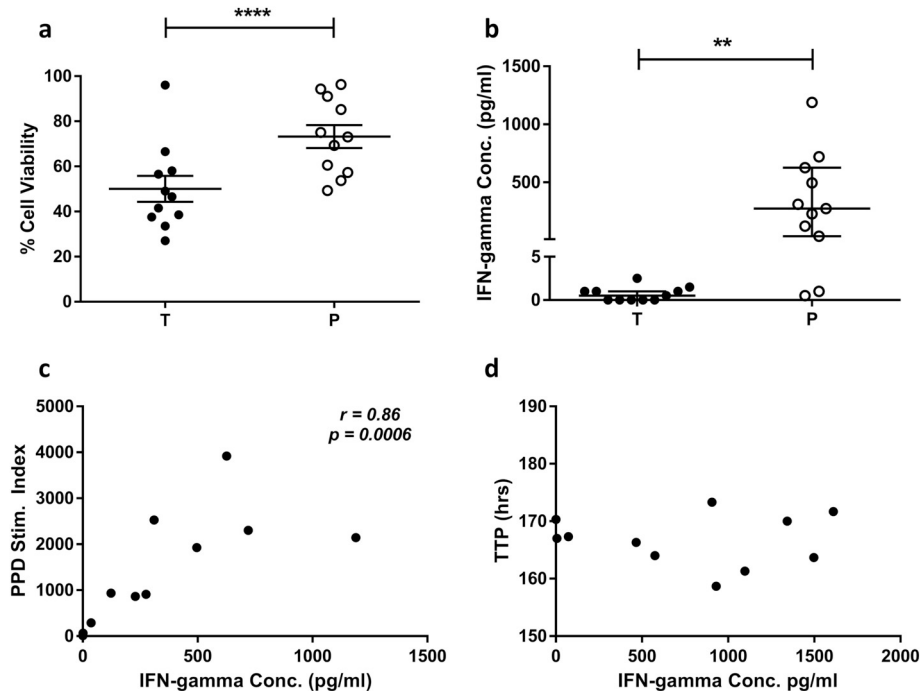 a
****
% Cell Viability
100
80
60
40
20
0
T
P
b
**
IFN-gamma Conc. (pg/ml)
1500
1000
500
5
0
T
P
c
PPD Stim. Index
5000
4000
3000
2000
1000
0
r = 0.86
p = 0.0006
0
500
1000
1500
IFN-gamma Conc. (pg/ml)
d
TTP (hrs)
190
180
170
160
150
0
500
1000
1500
2000
IFN-gamma Conc. pg/ml